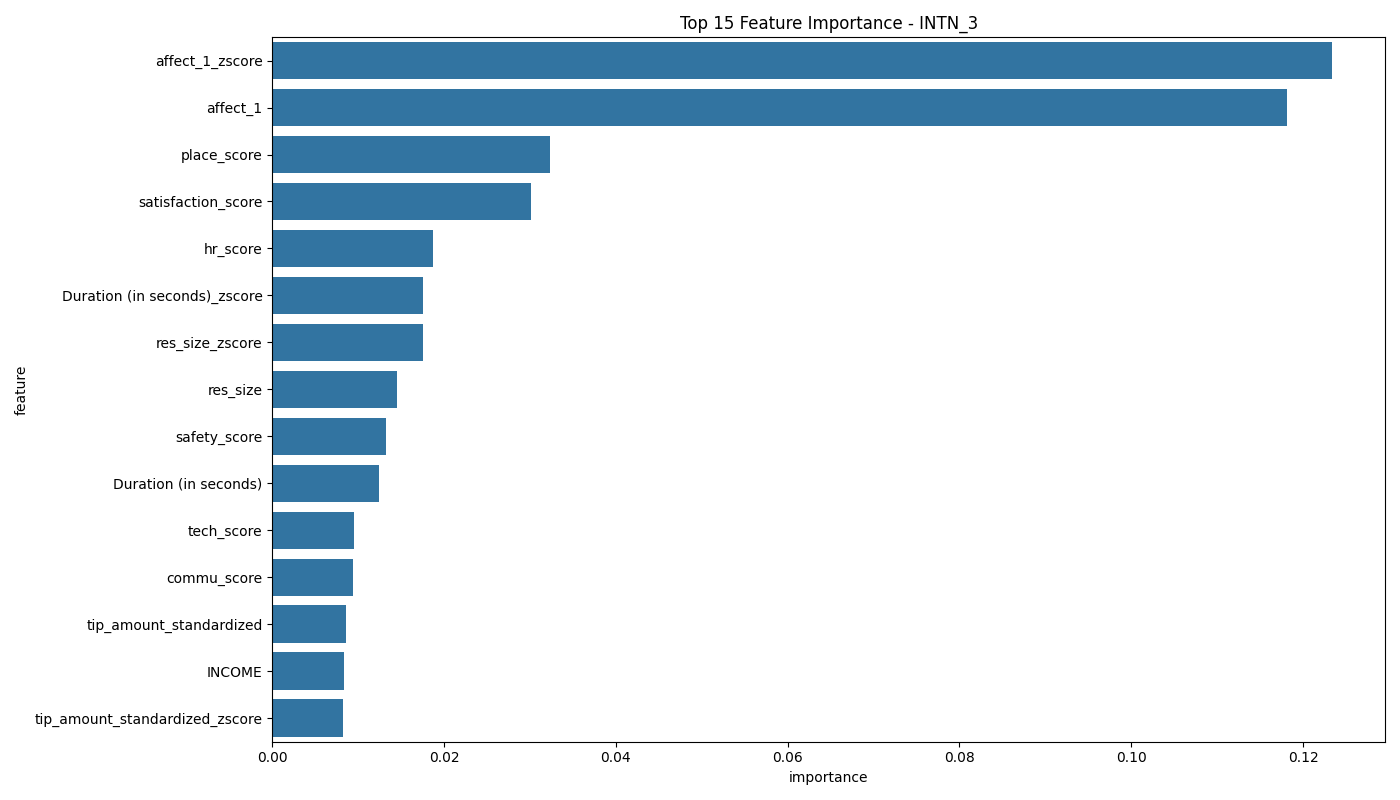 Top 15 Feature Importance - INTN_3
affect_1_zscore
affect_1
place_score
satisfaction_score
hr_score
Duration (in seconds)_zscore
res_size_zscore
res_size
safety_score
Duration (in seconds)
tech_score
commu_score
tip_amount_standardized
INCOME
tip_amount_standardized_zscore
feature
0.00 0.02 0.04 0.06 0.08 0.10 0.12
importance